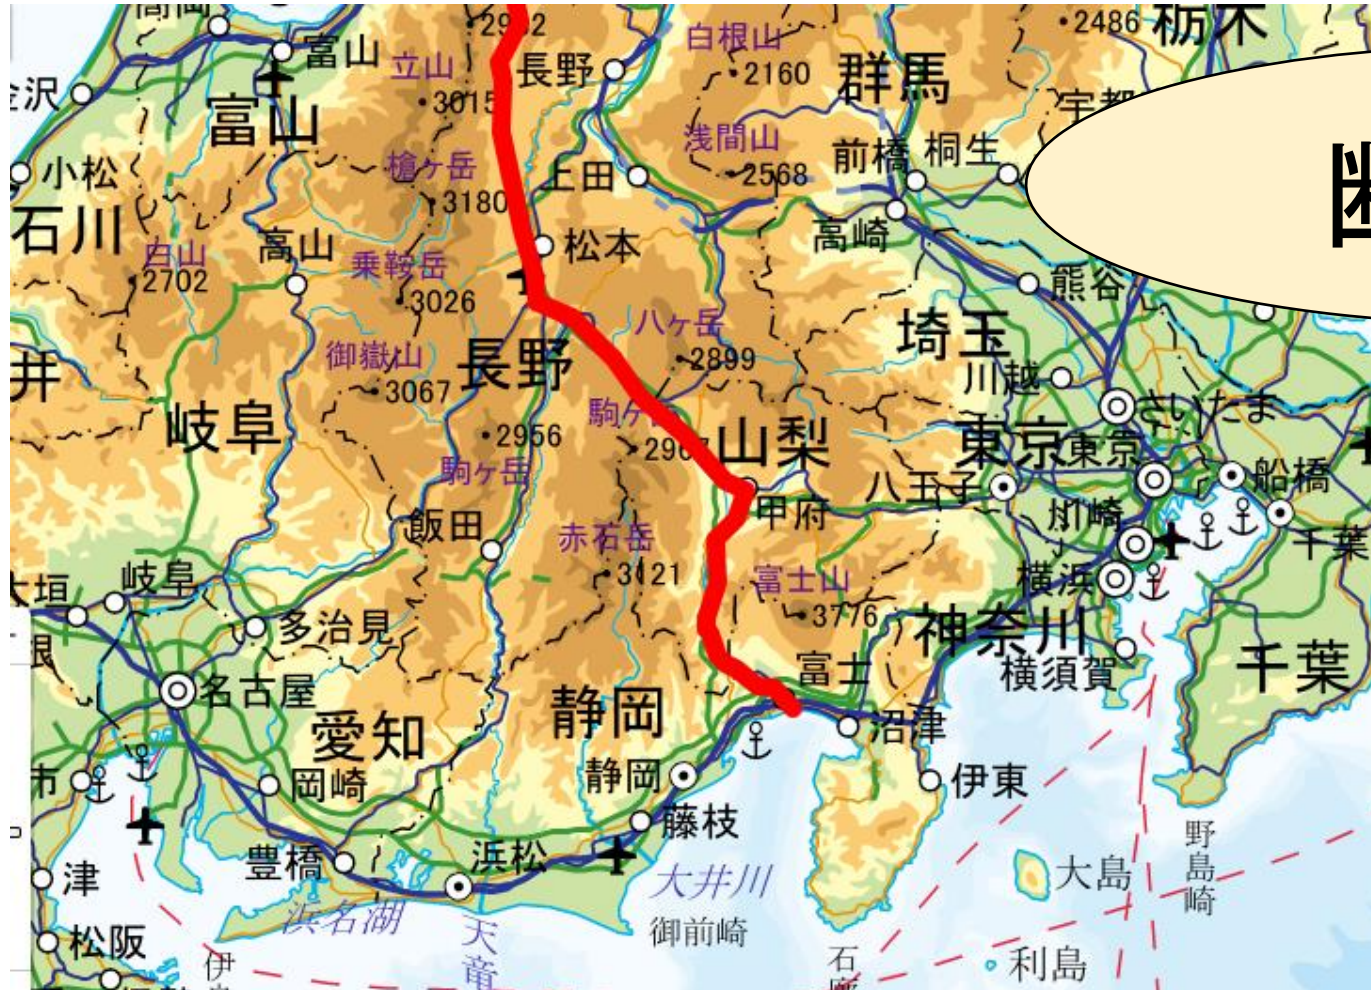 富山
2486
栃木
立山
長野
白根山
2160
群馬
3015
富山
浅間山
2568
前橋
桐生
小松
槍ヶ岳
3180
上田
石川
白山
2702
高山
乗鞍岳
3026
松本
高崎
熊谷
八ヶ岳
2899
埼玉
御嶽山
3067
長野
川越
さいたま
井
岐阜
2956
駒ヶ岳
山梨
東京
東京
八王子
船橋
甲府
川崎
千葉
飯田
赤石岳
3121
富士山
3776
横浜
神奈川
岐阜
多治見
横須賀
千葉
名古屋
富士
愛知
静岡
沼津
市
岡崎
静岡
伊東
藤枝
豊橋
浜松
大井川
大島
野島崎
津
浜名湖
御前崎
松阪
天竜
利島